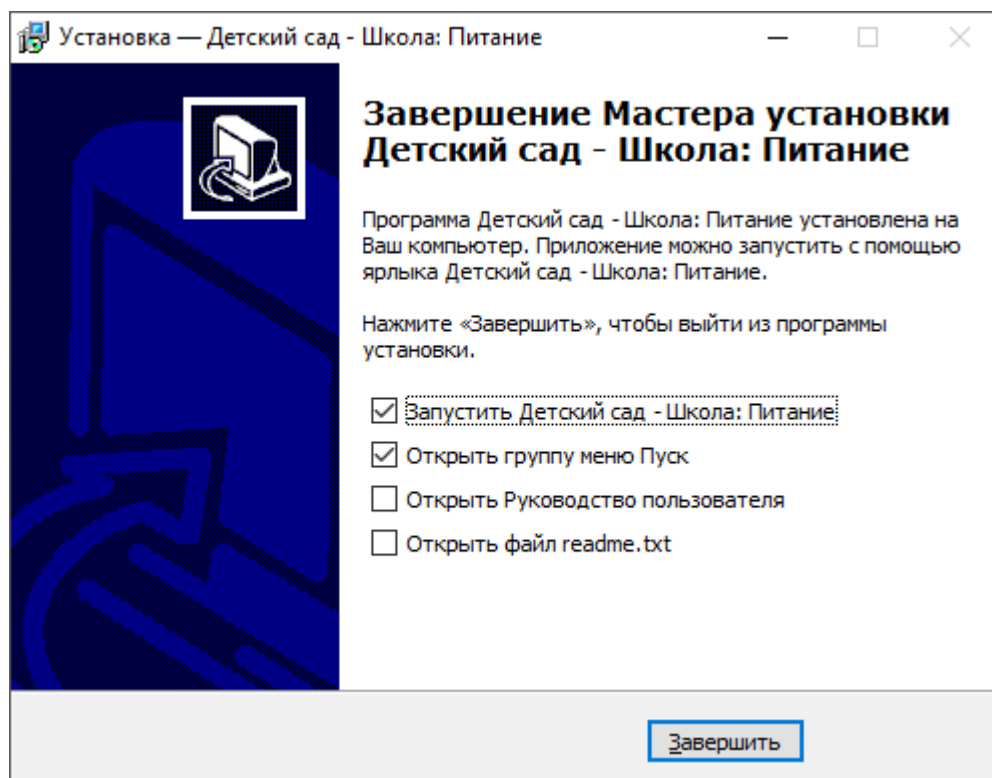 Установка — Детский сад - Школа: Питание
Завершение Мастера установки
Детский сад - Школа: Питание
Программа Детский сад - Школа: Питание установлена на
Ваш компьютер. Приложение можно запустить с помощью
ярлыка Детский сад - Школа: Питание.
Нажмите «Завершить», чтобы выйти из программы
установки.
Запустить Детский сад - Школа: Питание
Открыть группу меню Пуск
Открыть Руководство пользователя
Открыть файл readme.txt
Завершить